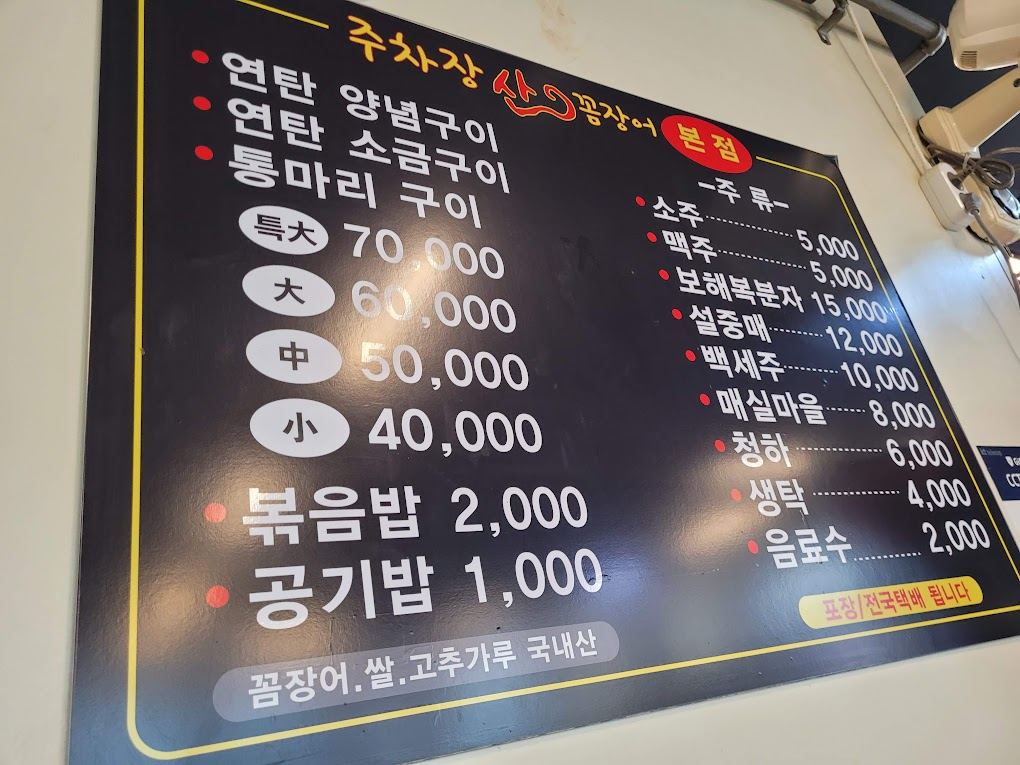 주차장 산 꼼장어 본점
• 연탄 양념구이
• 연탄 소금구이
• 통마리 구이
특大 70,000
大 60,000
中 50,000
小 40,000
• 볶음밥 2,000
• 공기밥 1,000
꼼장어.쌀.고추가루 국내산
-주 류-
• 소주 5,000
• 맥주 5,000
• 보해복분자 15,000
• 설중매 12,000
• 백세주 10,000
• 매실마을 8,000
• 청하 6,000
• 생탁 4,000
• 음료수 2,000
포장/전국택배 됩니다